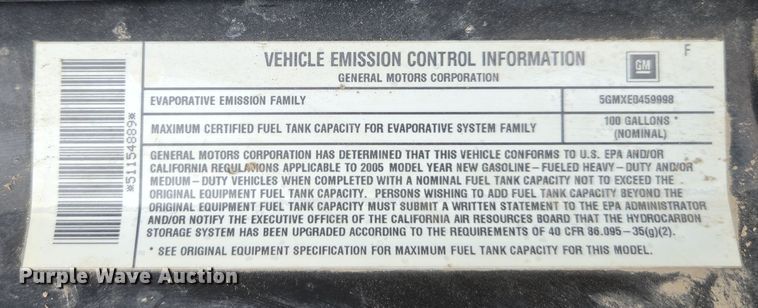 VEHICLE EMISSION CONTROL INFORMATION
GENERAL MOTORS CORPORATION
GM
F
EVAPORATIVE EMISSION FAMILY 5GMXE0459998
MAXIMUM CERTIFIED FUEL TANK CAPACITY FOR EVAPORATIVE SYSTEM FAMILY 100 GALLONS *
(NOMINAL)
GENERAL MOTORS CORPORATION HAS DETERMINED THAT THIS VEHICLE CONFORMS TO U.S. EPA AND/OR
CALIFORNIA REGULATIONS APPLICABLE TO 2005 MODEL YEAR NEW GASOLINE-FUELED HEAVY-DUTY AND/OR
MEDIUM-DUTY VEHICLES WHEN COMPLETED WITH A NOMINAL FUEL TANK CAPACITY NOT TO EXCEED THE
ORIGINAL EQUIPMENT FUEL TANK CAPACITY. PERSONS WISHING TO ADD FUEL TANK CAPACITY BEYOND THE
ORIGINAL EQUIPMENT FUEL TANK CAPACITY MUST SUBMIT A WRITTEN STATEMENT TO THE EPA ADMINISTRATOR
AND/OR NOTIFY THE EXECUTIVE OFFICER OF THE CALIFORNIA AIR RESOURCES BOARD THAT THE HYDROCARBON
STORAGE SYSTEM HAS BEEN UPGRADED ACCORDING TO THE REQUIREMENTS OF 40 CFR 86.095-35(g)(2).
* SEE ORIGINAL EQUIPMENT SPECIFICATION FOR MAXIMUM FUEL TANK CAPACITY FOR THIS MODEL.
*51154889*
Purple Wave Auction
Purple Wave Auction